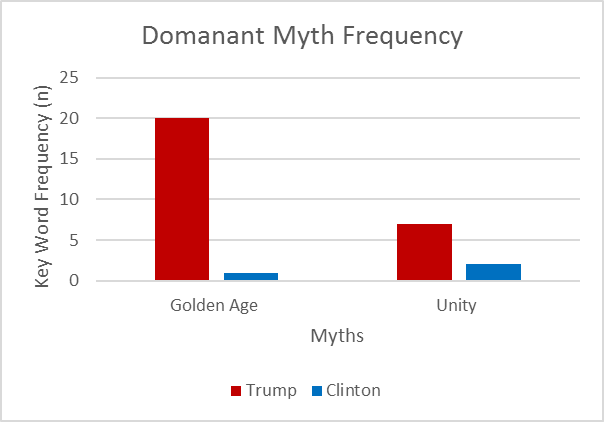 Domanant Myth Frequency
Key Word Frequency (n)
25
20
15
10
5
0
Golden Age Unity
Myths
Trump Clinton